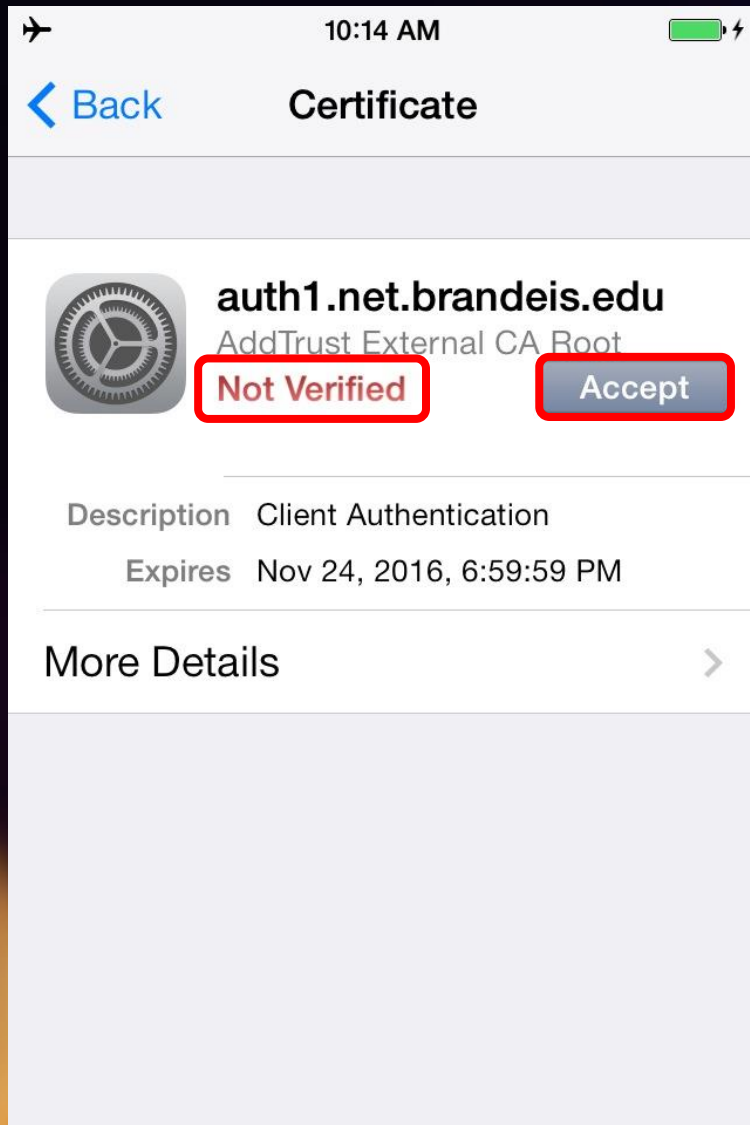 10:14 AM
Back Certificate
auth1.net.brandeis.edu
AddTrust External CA Root
Not Verified Accept
Description Client Authentication
Expires Nov 24, 2016, 6:59:59 PM
More Details